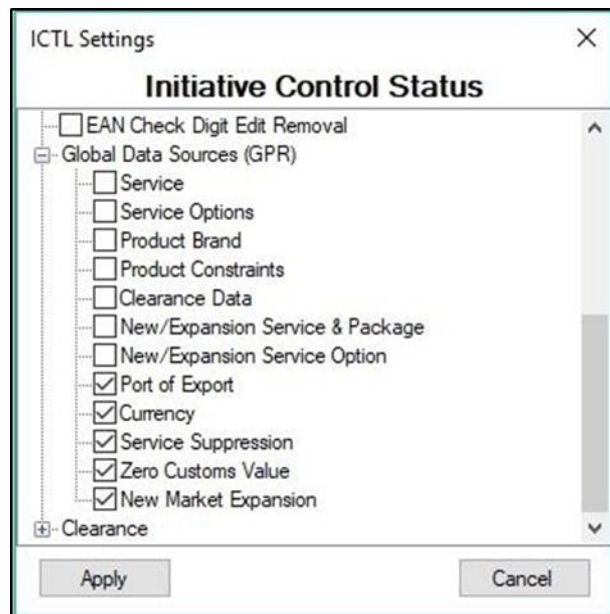 ICTL Settings
Initiative Control Status
EAN Check Digit Edit Removal
Global Data Sources (GPR)
Service
Service Options
Product Brand
Product Constraints
Clearance Data
New/Expansion Service & Package
New/Expansion Service Option
Port of Export
Currency
Service Suppression
Zero Customs Value
New Market Expansion
Clearance
Apply
Cancel